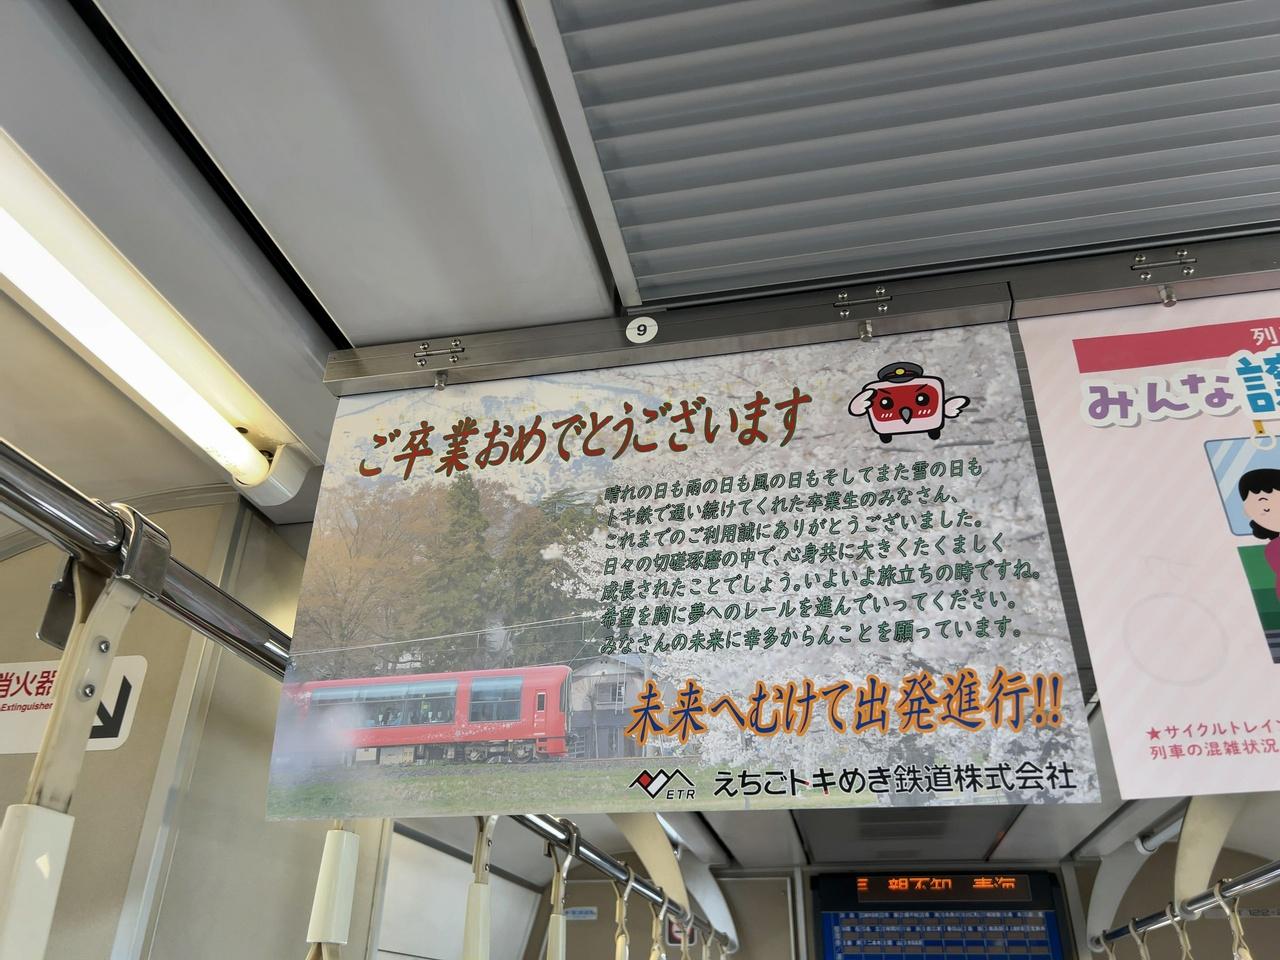 9
ご卒業おめでとうございます
晴れの日も雨の日も風の日もそしてまた雪の日も
トキ鉄で通い続けてくれた卒業生のみなさん、
これまでのご利用誠にありがとうございました。
日々の切磋琢磨の中で、心身共に大きくたくましく
成長されたことでしょう。いよいよ旅立ちの時ですね。
希望を胸に夢へのレールを進んでいってください。
みなさんの未来に幸多からんことを願っています。
未来へむけて出発進行!!
ETR えちごトキめき鉄道株式会社
列
みんな
★サイクルトレイ
列車の混雑状況
消火器
Extinguisher
親不知 青海